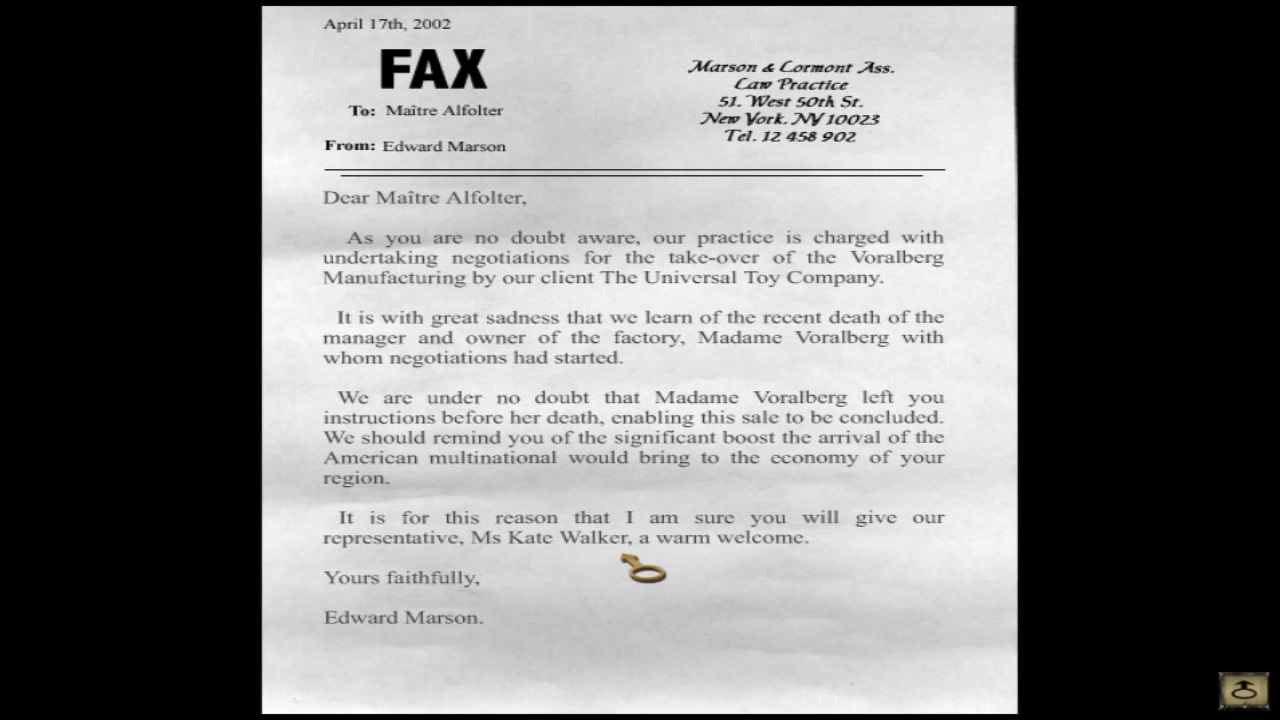 April 17th, 2002
FAX
To: Maître Alfolter
From: Edward Marson
Marson & Lormont Ass.
Law Practice
51. West 50th St.
New York, NY 10023
Tel. 12 458 902
Dear Maître Alfolter,
As you are no doubt aware, our practice is charged with
undertaking negotiations for the take-over of the Voralberg
Manufacturing by our client The Universal Toy Company.
It is with great sadness that we learn of the recent death of the
manager and owner of the factory, Madame Voralberg with
whom negotiations had started.
We are under no doubt that Madame Voralberg left you
instructions before her death, enabling this sale to be concluded.
We should remind you of the significant boost the arrival of the
American multinational would bring to the economy of your
region.
It is for this reason that I am sure you will give our
representative, Ms Kate Walker, a warm welcome.
Yours faithfully,
Edward Marson.